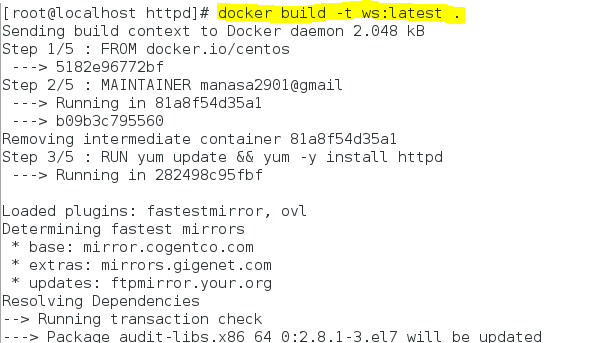 [root@localhost httpd]# docker build -t ws:latest .
Sending build context to Docker daemon 2.048 kB
Step 1/5 : FROM docker.io/centos
 ---> 5182e96772bf
Step 2/5 : MAINTAINER manasa2901@gmail
 ---> Running in 81a8f54d35a1
 ---> b09b3c795560
Removing intermediate container 81a8f54d35a1
Step 3/5 : RUN yum update && yum -y install httpd
 ---> Running in 282498c95fbf
Loaded plugins: fastestmirror, ovl
Determining fastest mirrors
 * base: mirror.cogentco.com
 * extras: mirrors.gigenet.com
 * updates: ftpmirror.your.org
Resolving Dependencies
--> Running transaction check
---> Package audit-libs.x86_64 0:2.8.1-3.el7 will be updated